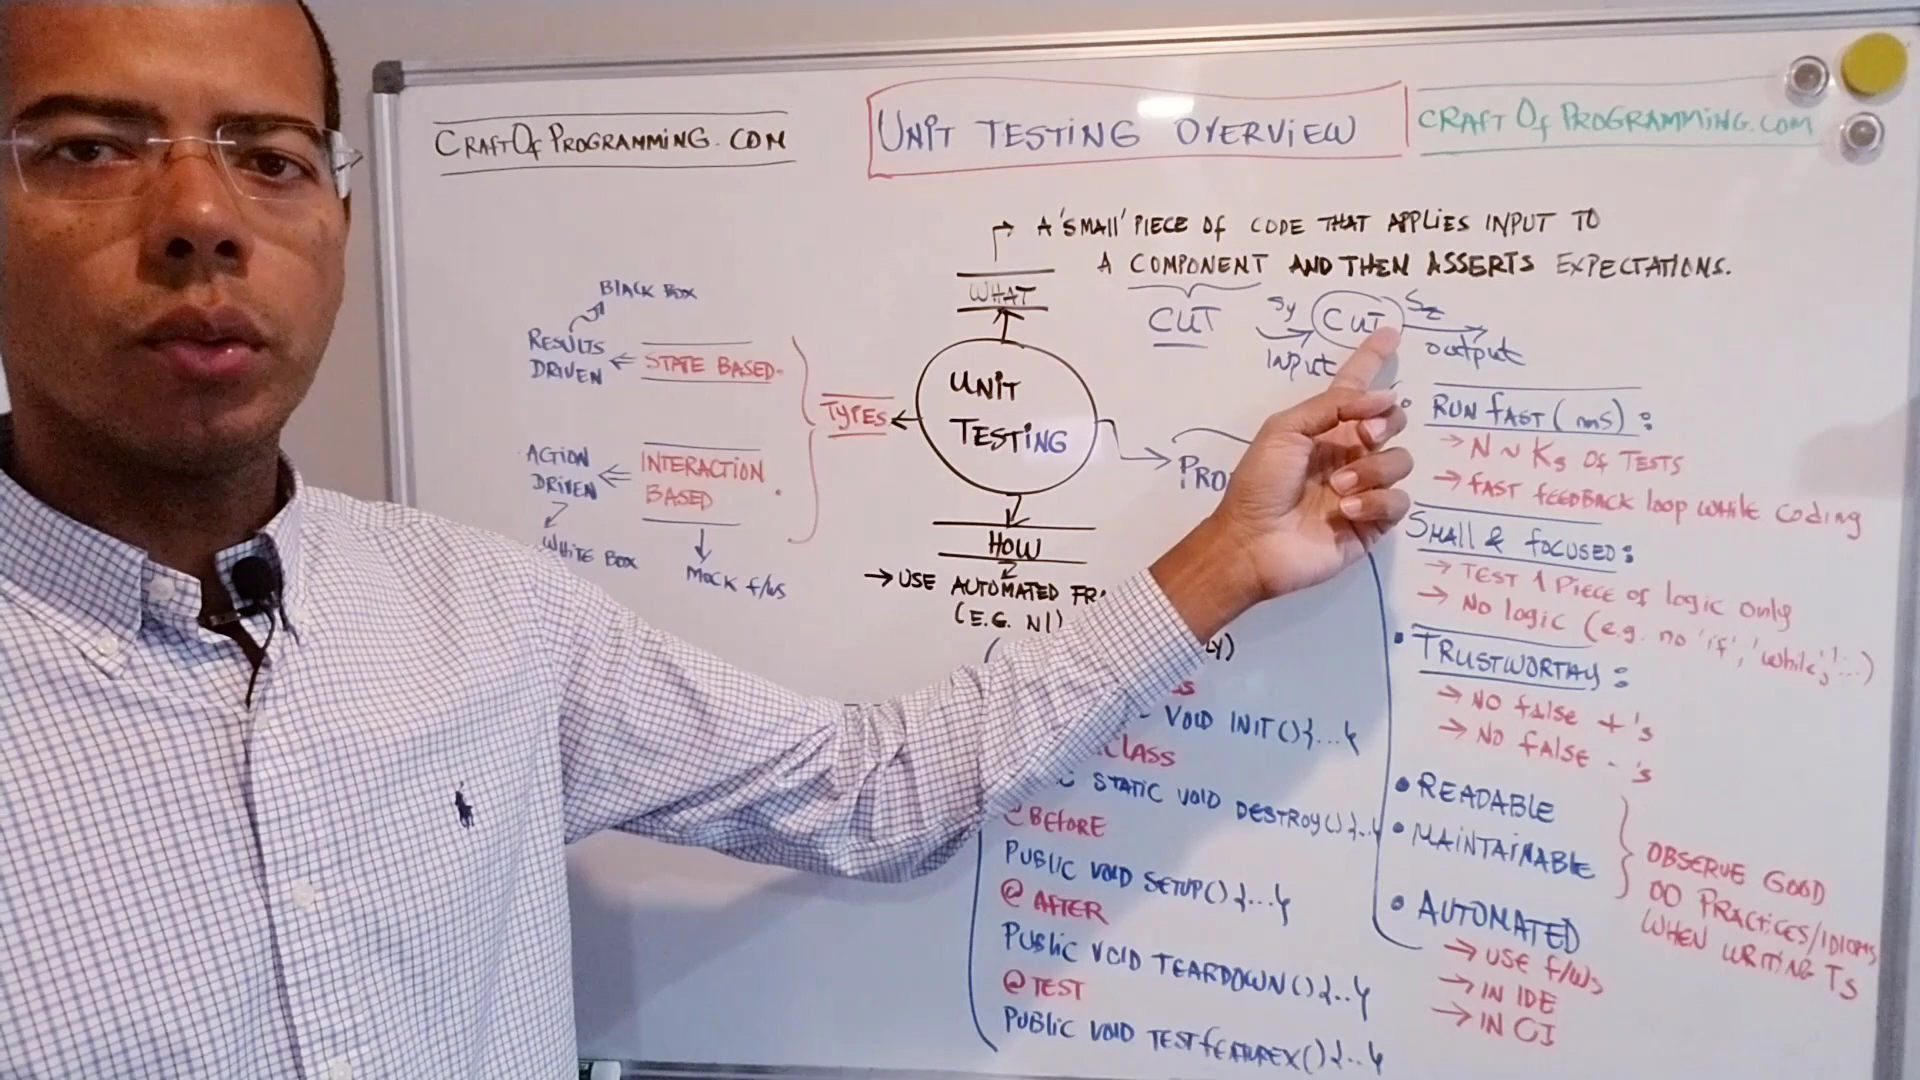 CRAFTOFPROGRAMMING.COM
UNIT TESTING OVERVIEW
CRAFTOFPROGRAMMING.COM
→ A 'SMALL' PIECE OF CODE THAT APPLIES INPUT TO
A COMPONENT AND THEN ASSERTS EXPECTATIONS.
WHAT
CUT
Sy
CUT
Sz
INPUT
OUTPUT
UNIT
TESTING
TYPES
STATE BASED
RESULTS
DRIVEN
BLACK BOX
INTERACTION
BASED
ACTION
DRIVEN
WHITE BOX
MOCK f/ws
HOW
→ USE AUTOMATED
(E.G.
VOID INIT(){...}
CLASS
STATIC VOID DESTROY(){..}
@BEFORE
PUBLIC VOID SETUP(){...}
@AFTER
PUBLIC VOID TEARDOWN(){..}
@TEST
PUBLIC VOID TESTFEATUREX(){..}
• RUN FAST (ms):
→ N ~ Ks OF TESTS
→ FAST FEEDBACK LOOP WHILE CODING
SMALL & FOCUSED:
→ TEST 1 PIECE OF LOGIC ONLY
→ NO LOGIC (e.g. no 'if', 'while', ...)
• TRUSTWORTHY:
→ NO FALSE +'s
→ NO FALSE -'s
• READABLE
• MAINTAINABLE
OBSERVE GOOD
OO PRACTICES/IDIOMS
WHEN WRITING Ts
• AUTOMATED
→ USE f/ws
→ IN IDE
→ IN CI